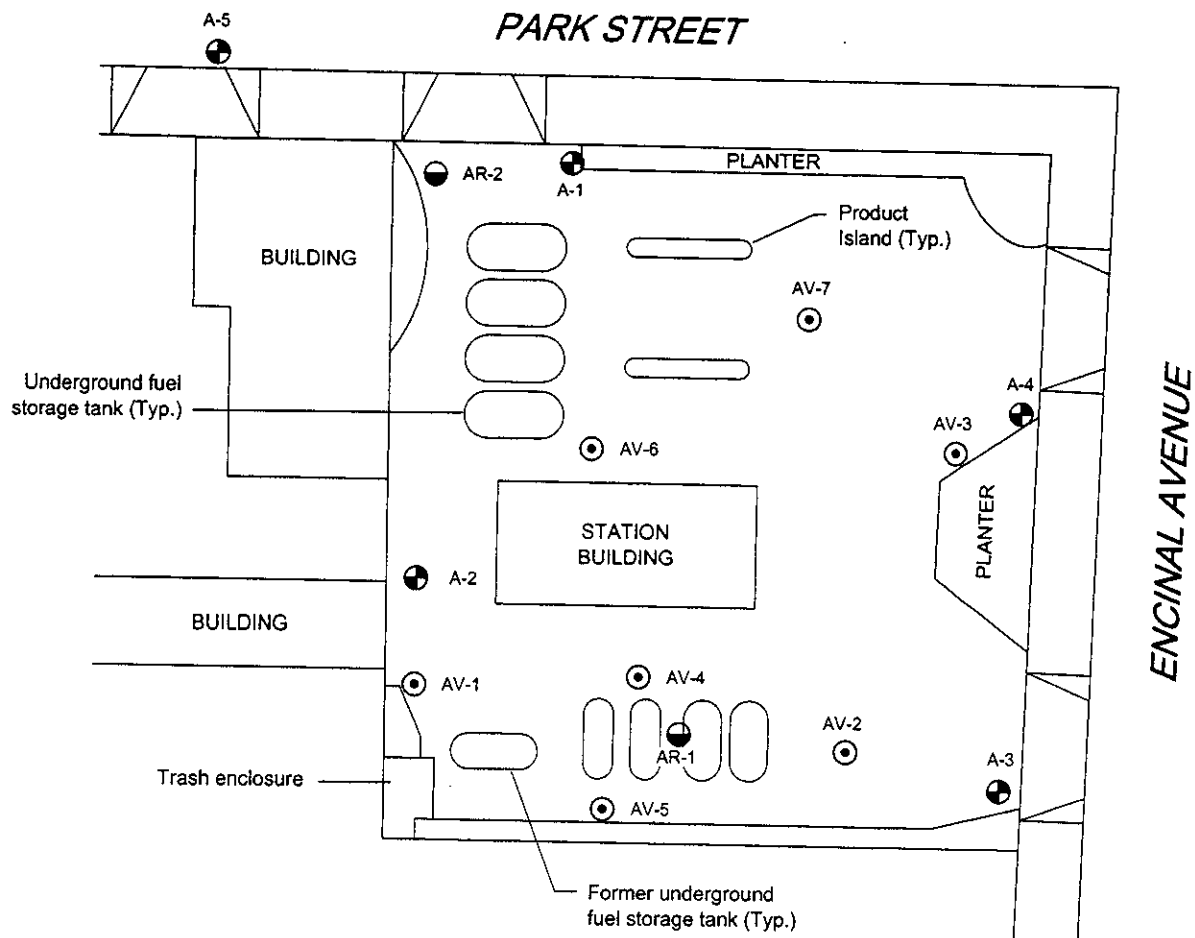 A-5
PARK STREET
AR-2
A-1
PLANTER
Product
Island (Typ.)
BUILDING
AV-7
Underground fuel
storage tank (Typ.)
A-4
AV-3
AV-6
ENCINAL AVENUE
STATION
BUILDING
PLANTER
A-2
BUILDING
AV-1
AV-4
AV-2
AR-1
A-3
Trash enclosure
AV-5
Former underground
fuel storage tank (Typ.)